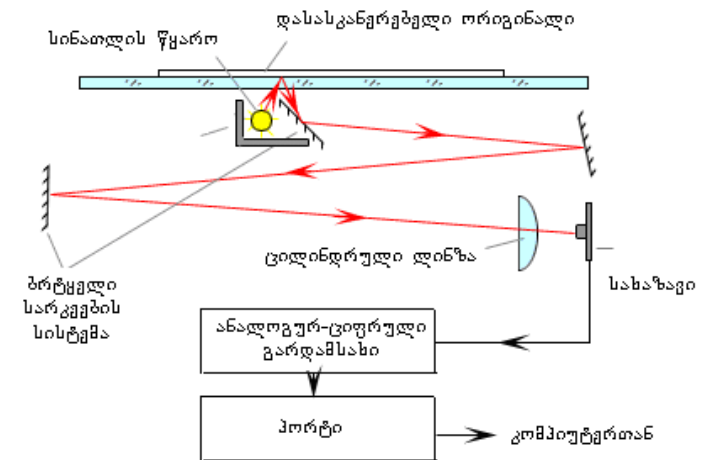 დასასკანერებელი ორიგინალი
სინათლის წყარო
ცილინდრული ლინზა
სახაზავი
ბრტყელი
სარკეების
სისტემა
ანალოგურ-ციფრული
გარდამსახი
პორტი
კომპიუტერთან